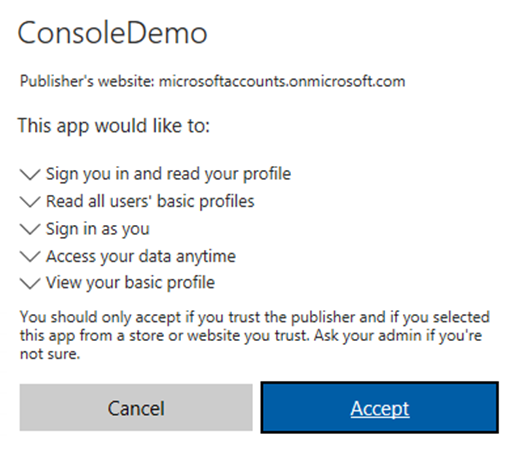 ConsoleDemo
Publisher's website: microsoftaccounts.onmicrosoft.com
This app would like to:
Sign you in and read your profile
Read all users' basic profiles
Sign in as you
Access your data anytime
View your basic profile
You should only accept if you trust the publisher and if you selected
this app from a store or website you trust. Ask your admin if you're
not sure.
Cancel
Accept